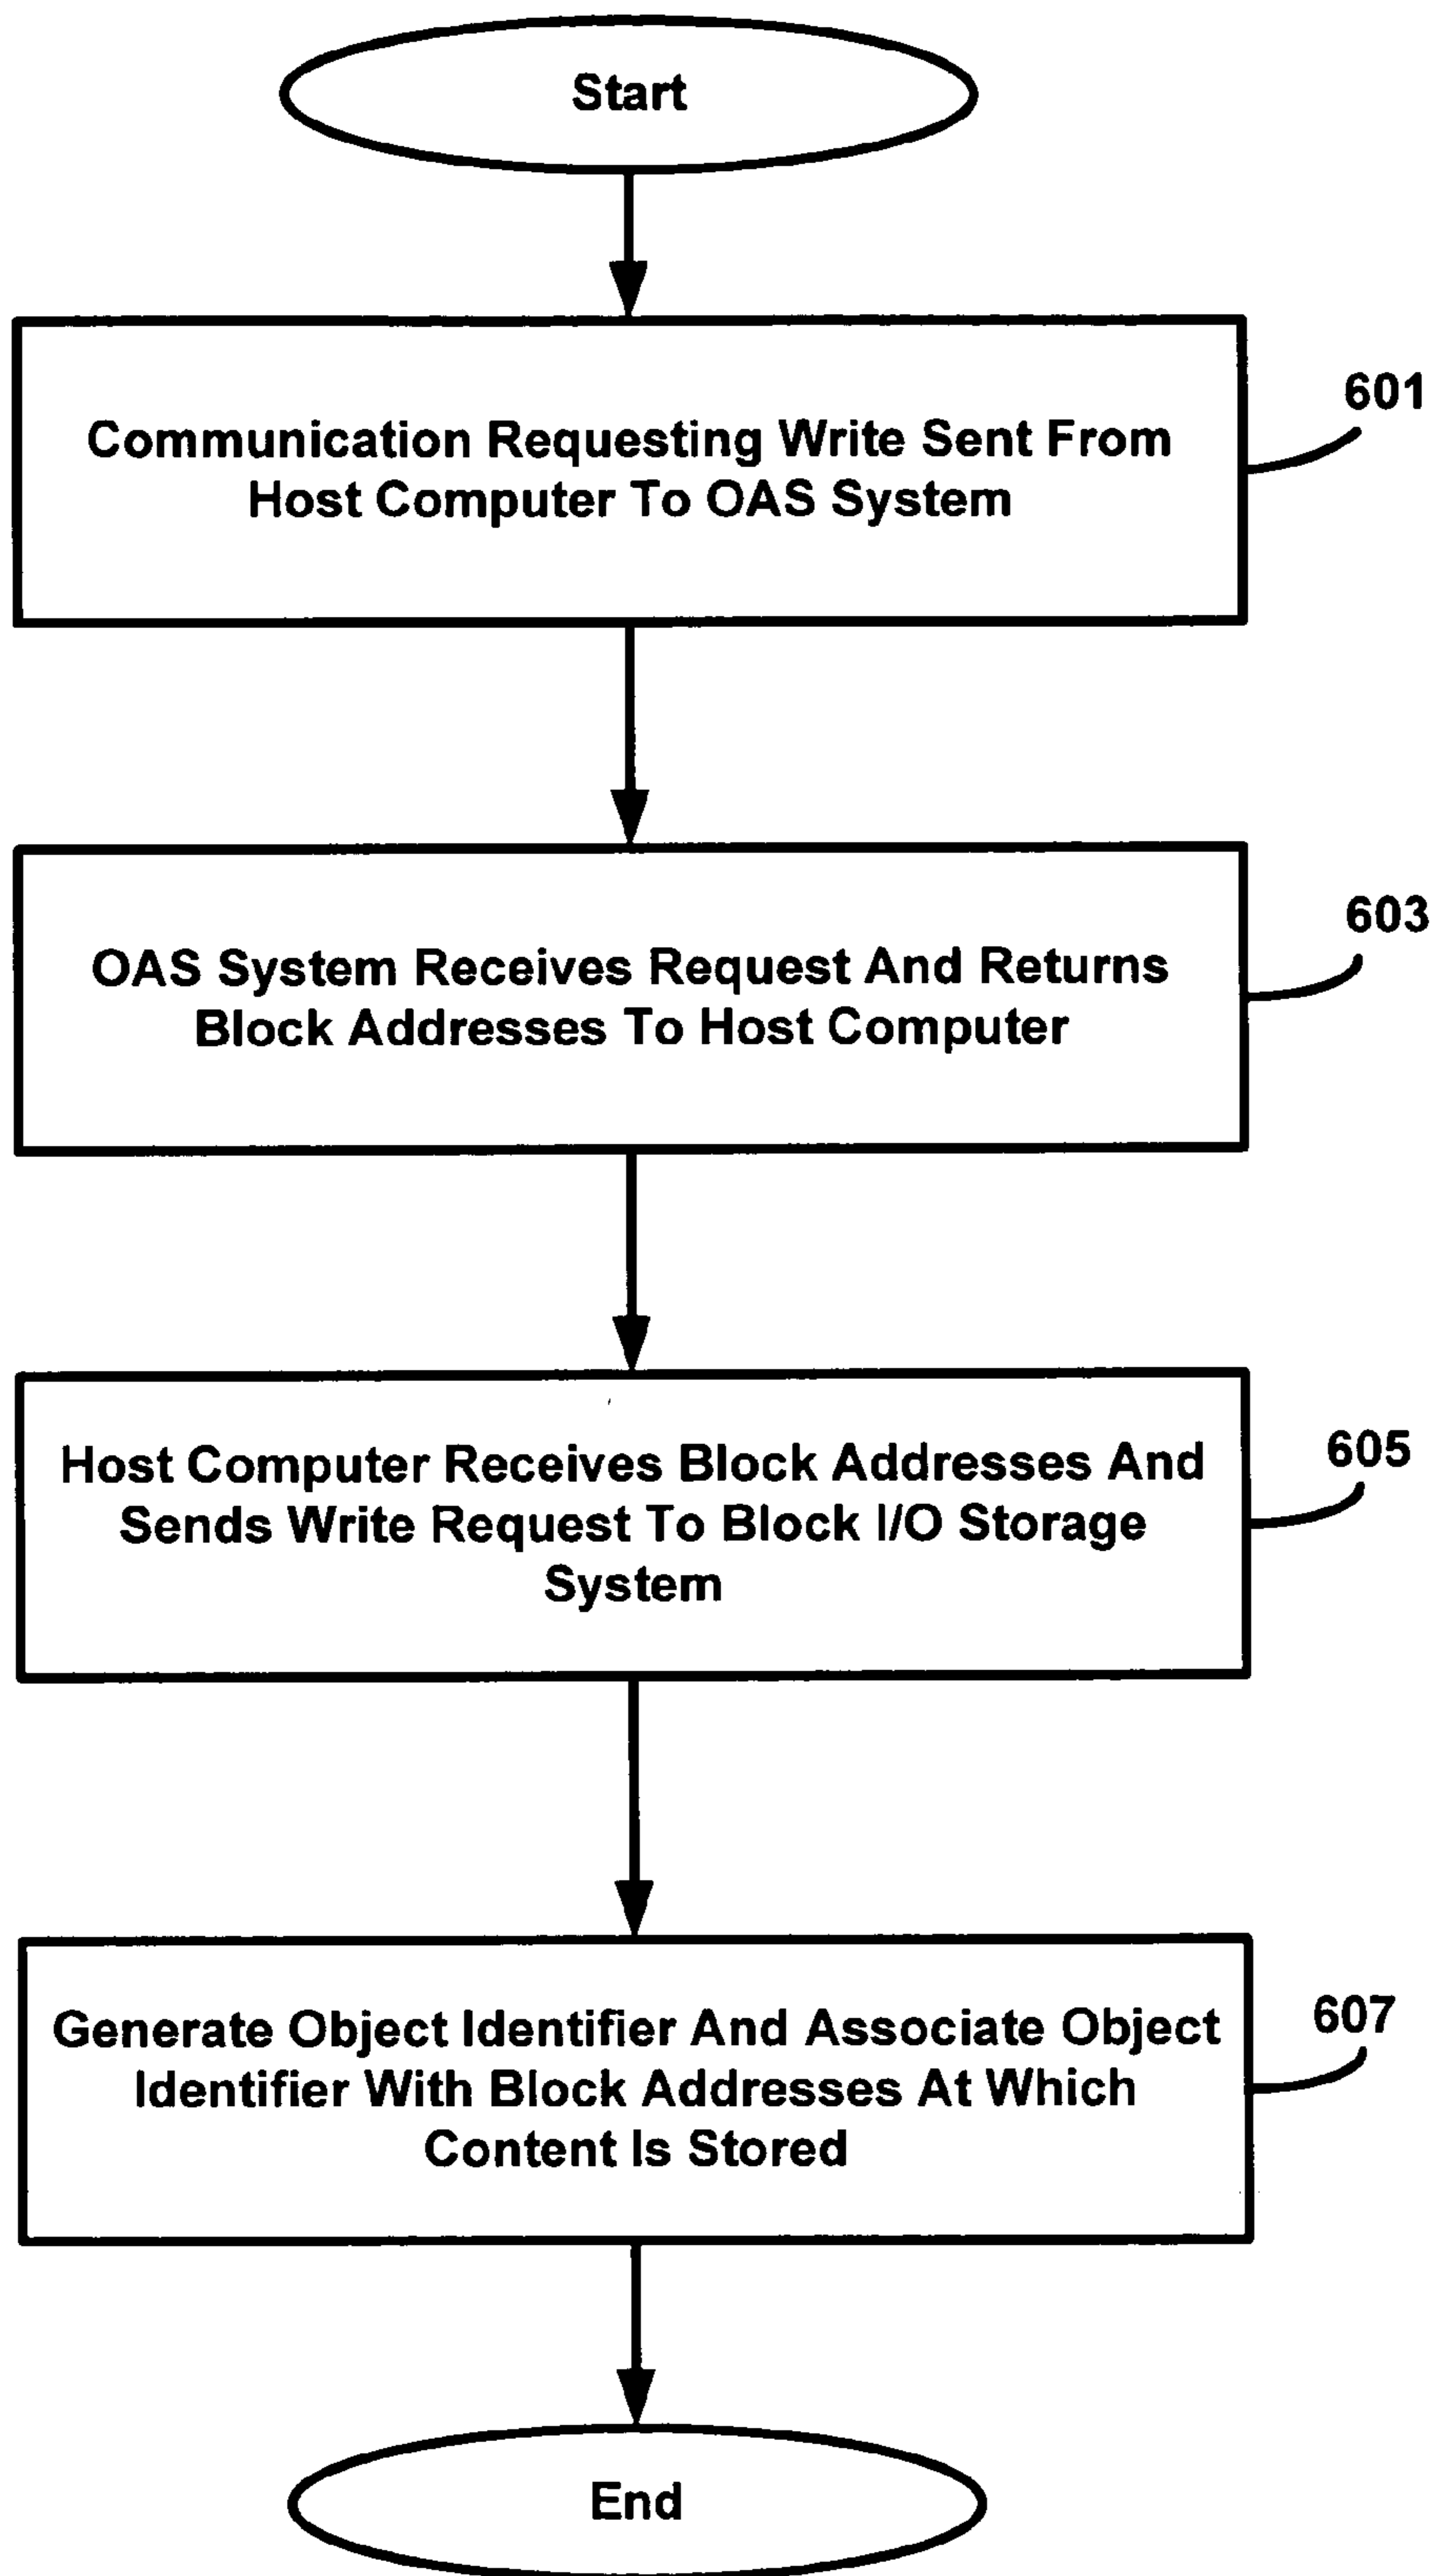 Start
Communication Requesting Write Sent From
Host Computer To OAS System
601
OAS System Receives Request And Returns
Block Addresses To Host Computer
603
Host Computer Receives Block Addresses And
Sends Write Request To Block I/O Storage
System
605
Generate Object Identifier And Associate Object
Identifier With Block Addresses At Which
Content Is Stored
607
End